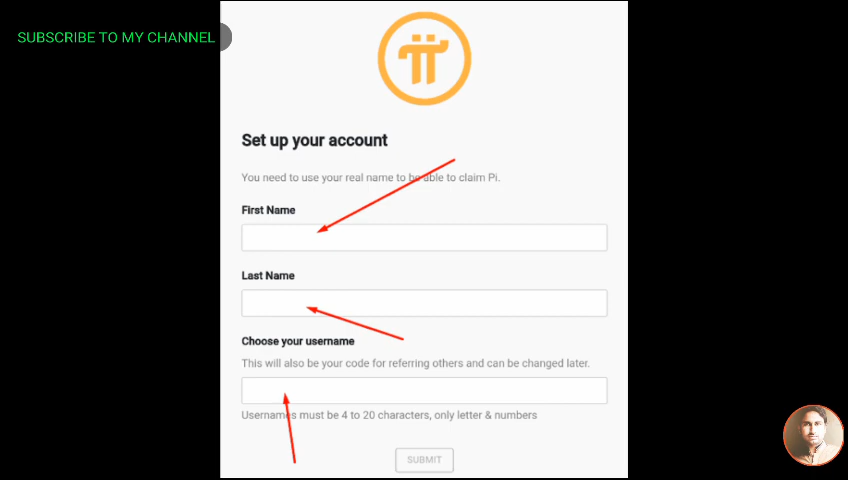 SUBSCRIBE TO MY CHANNEL
Set up your account
You need to use your real name to be able to claim Pi.
First Name
Last Name
Choose your username
This will also be your code for referring others and can be changed later.
Usernames must be 4 to 20 characters, only letter & numbers
SUBMIT